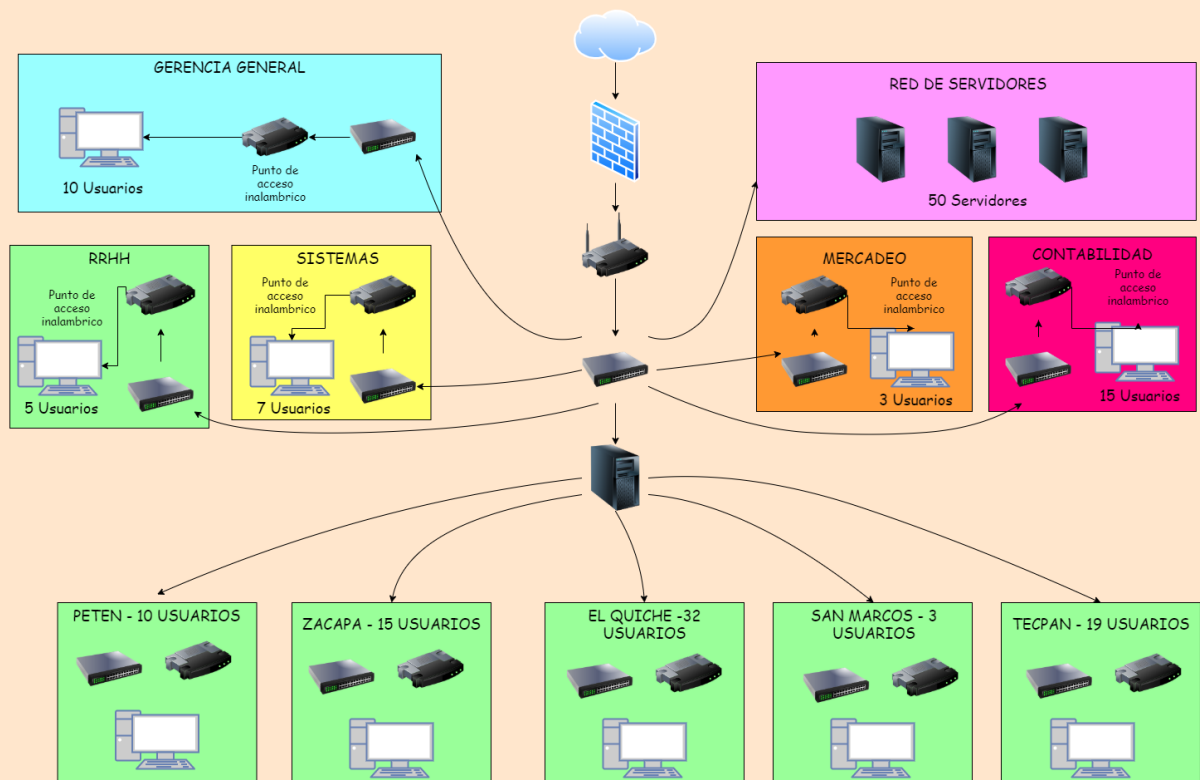 GERENCIA GENERAL
Punto de
acceso
inalambrico
10 Usuarios
RED DE SERVIDORES
50 Servidores
RRHH
Punto de
acceso
inalambrico
5 Usuarios
SISTEMAS
Punto de
acceso
inalambrico
7 Usuarios
MERCADEO
Punto de
acceso
inalambrico
3 Usuarios
CONTABILIDAD
Punto de
acceso
inalambrico
15 Usuarios
PETEN - 10 USUARIOS
ZACAPA - 15 USUARIOS
EL QUICHE -32
USUARIOS
SAN MARCOS - 3
USUARIOS
TECPAN - 19 USUARIOS